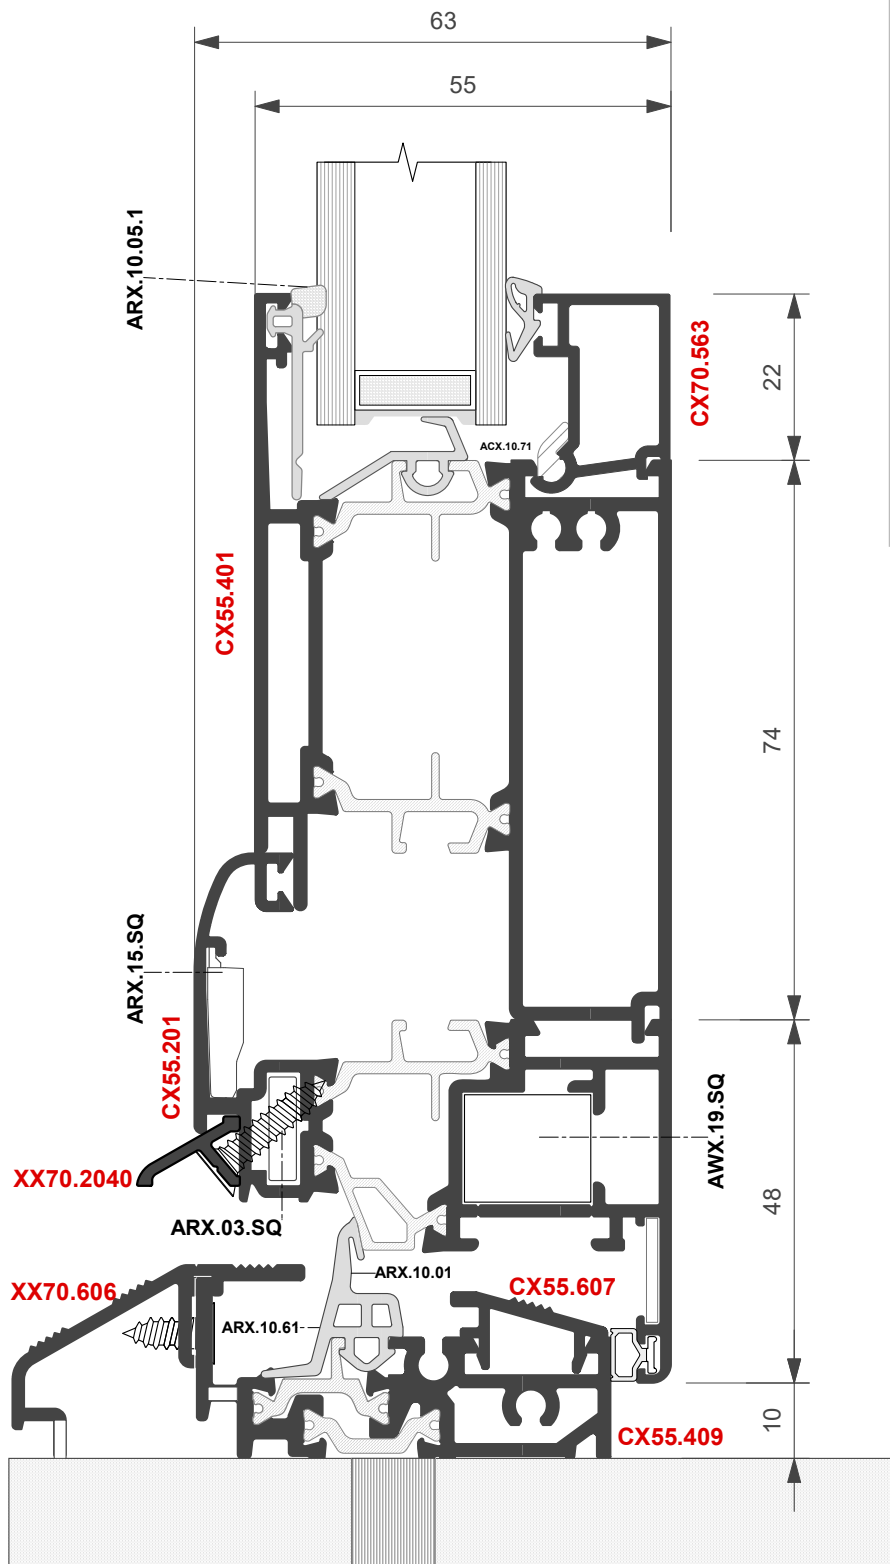 63
55
ARX.10.05.1
CX70.563
22
ACX.10.71
CX55.401
74
ARX.15.SQ
CX55.201
AWX.19.SQ
XX70.2040
48
ARX.03.SQ
ARX.10.01
XX70.606
CX55.607
ARX.10.61
10
CX55.409